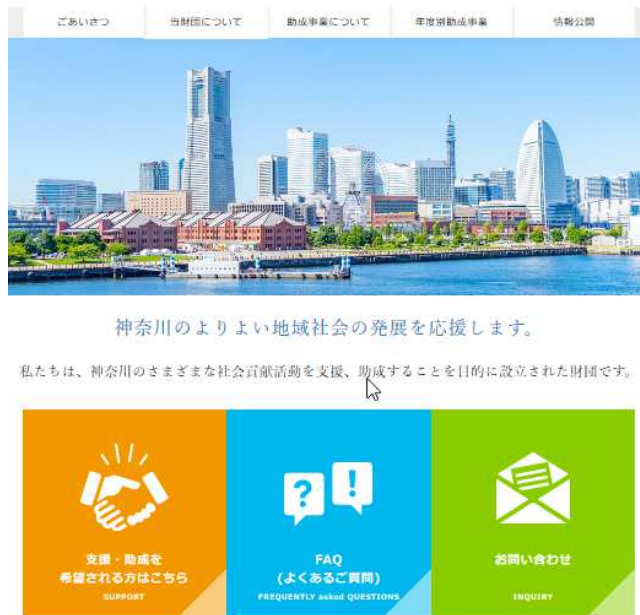 ごあいさつ
当財団について
助成事業について
年度別助成事業
情報公開
神奈川のよりよい地域社会の発展を応援します。
私たちは、神奈川のさまざまな社会貢献活動を支援、助成することを目的に設立された財団です。
支援・助成を
希望される方はこちら
SUPPORT
FAQ
(よくあるご質問)
FREQUENTLY asked QUESTIONS
お問い合わせ
INQUIRY